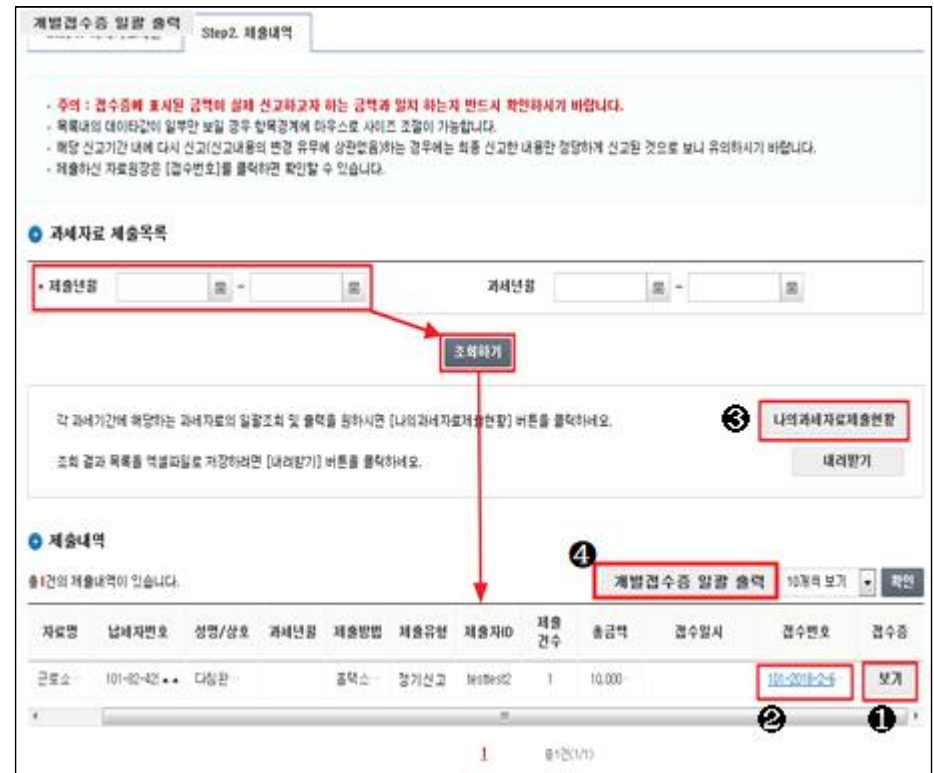 개별접수증 일괄 출력
Step2. 제출내역
- 주의 : 접수증에 표시된 금액이 실제 신고하고자 하는 금액과 일치 하는지 반드시 확인하시기 바랍니다.
- 목록내의 데이타값이 일부만 보일 경우 항목경계에 마우스로 사이즈 조절이 가능합니다.
- 해당 신고기간 내에 다시 신고(신고내용의 변경 유무에 상관없음)하는 경우에는 최종 신고한 내용만 정당하게 신고된 것으로 보니 유의하시기 바랍니다.
- 제출하신 자료원장은 [접수번호]를 클릭하면 확인할 수 있습니다.
과세자료 제출목록
• 제출년월 ~ 과세년월 ~
조회하기
각 과세기간에 해당하는 과세자료의 일괄조회 및 출력을 원하시면 [나의과세자료제출현황] 버튼을 클릭하세요.
❸ 나의과세자료제출현황
조회 결과 목록을 엑셀파일로 저장하려면 [내려받기] 버튼을 클릭하세요.
내려받기
제출내역
❹
총1건의 제출내역이 있습니다.
개별접수증 일괄 출력 10개씩 보기 확인
자료명 납세자번호 성명/상호 과세년월 제출방법 제출유형 제출자ID 제출건수 총금액 접수일시 접수번호 접수증
근로소… 홈택스… 정기신고 testtest2 1 10,000… 101-2018-2-6… 보기
❷ ❶
1 총1건(1/1)